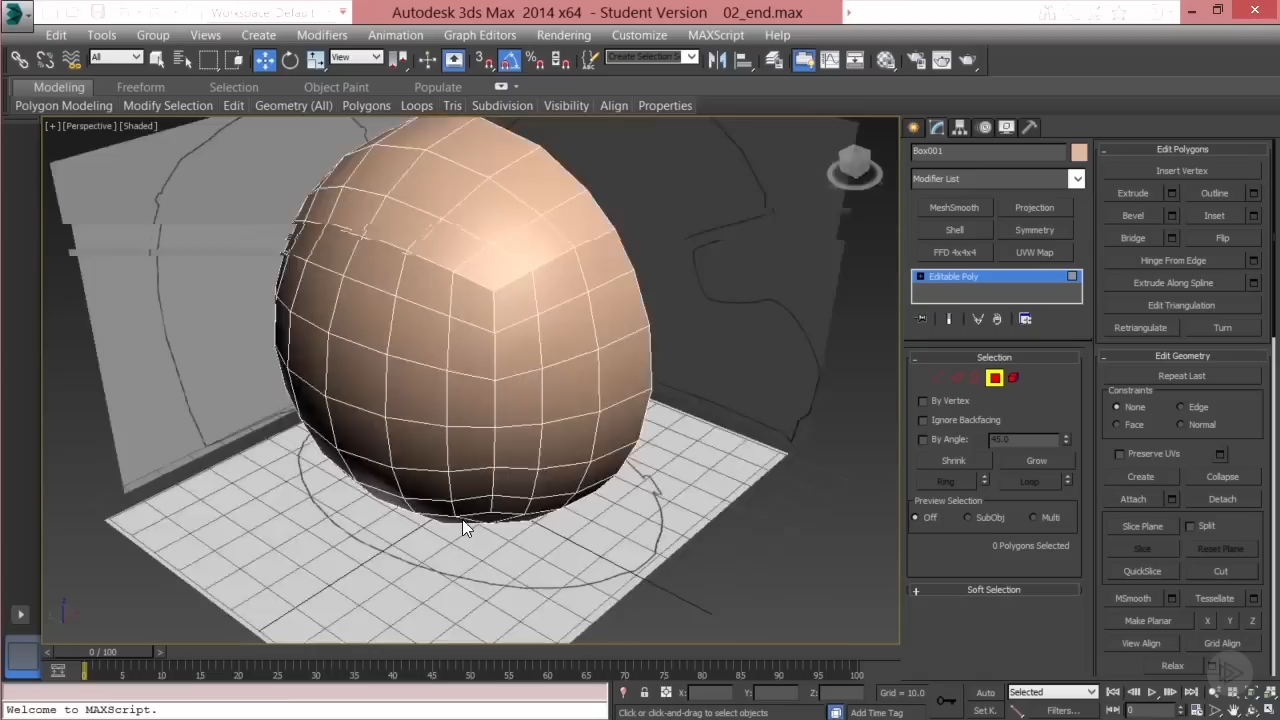 Workspace: Default
Autodesk 3ds Max 2014 x64 - Student Version 02_end.max
Edit Tools Group Views Create Modifiers Animation Graph Editors Rendering Customize MAXScript Help
All View Create Selection Se
Modeling Freeform Selection Object Paint Populate
Polygon Modeling Modify Selection Edit Geometry (All) Polygons Loops Tris Subdivision Visibility Align Properties
[+] [Perspective] [Shaded]
Box001
Modifier List
MeshSmooth Projection
Shell Symmetry
FFD 4x4x4 UVW Map
Editable Poly
Selection
By Vertex
Ignore Backfacing
By Angle: 45.0
Shrink Grow
Ring Loop
Preview Selection
Off SubObj Multi
0 Polygons Selected
Soft Selection
Edit Polygons
Insert Vertex
Extrude Outline
Bevel Inset
Bridge Flip
Hinge From Edge
Extrude Along Spline
Edit Triangulation
Retriangulate Turn
Edit Geometry
Repeat Last
Constraints
None Edge
Face Normal
Preserve UVs
Create Collapse
Attach Detach
Slice Plane Split
Slice Reset Plane
QuickSlice Cut
MSmooth Tessellate
Make Planar X Y Z
View Align Grid Align
Relax
0 / 100
5 10 15 20 25 30 35 40 45 50 55 60 65 70 75 80 85 90 95 100
X: Y: Z: Grid = 10.0 Auto Selected
Welcome to MAXScript.
Click or click-and-drag to select objects Add Time Tag Set K. Filters... 0